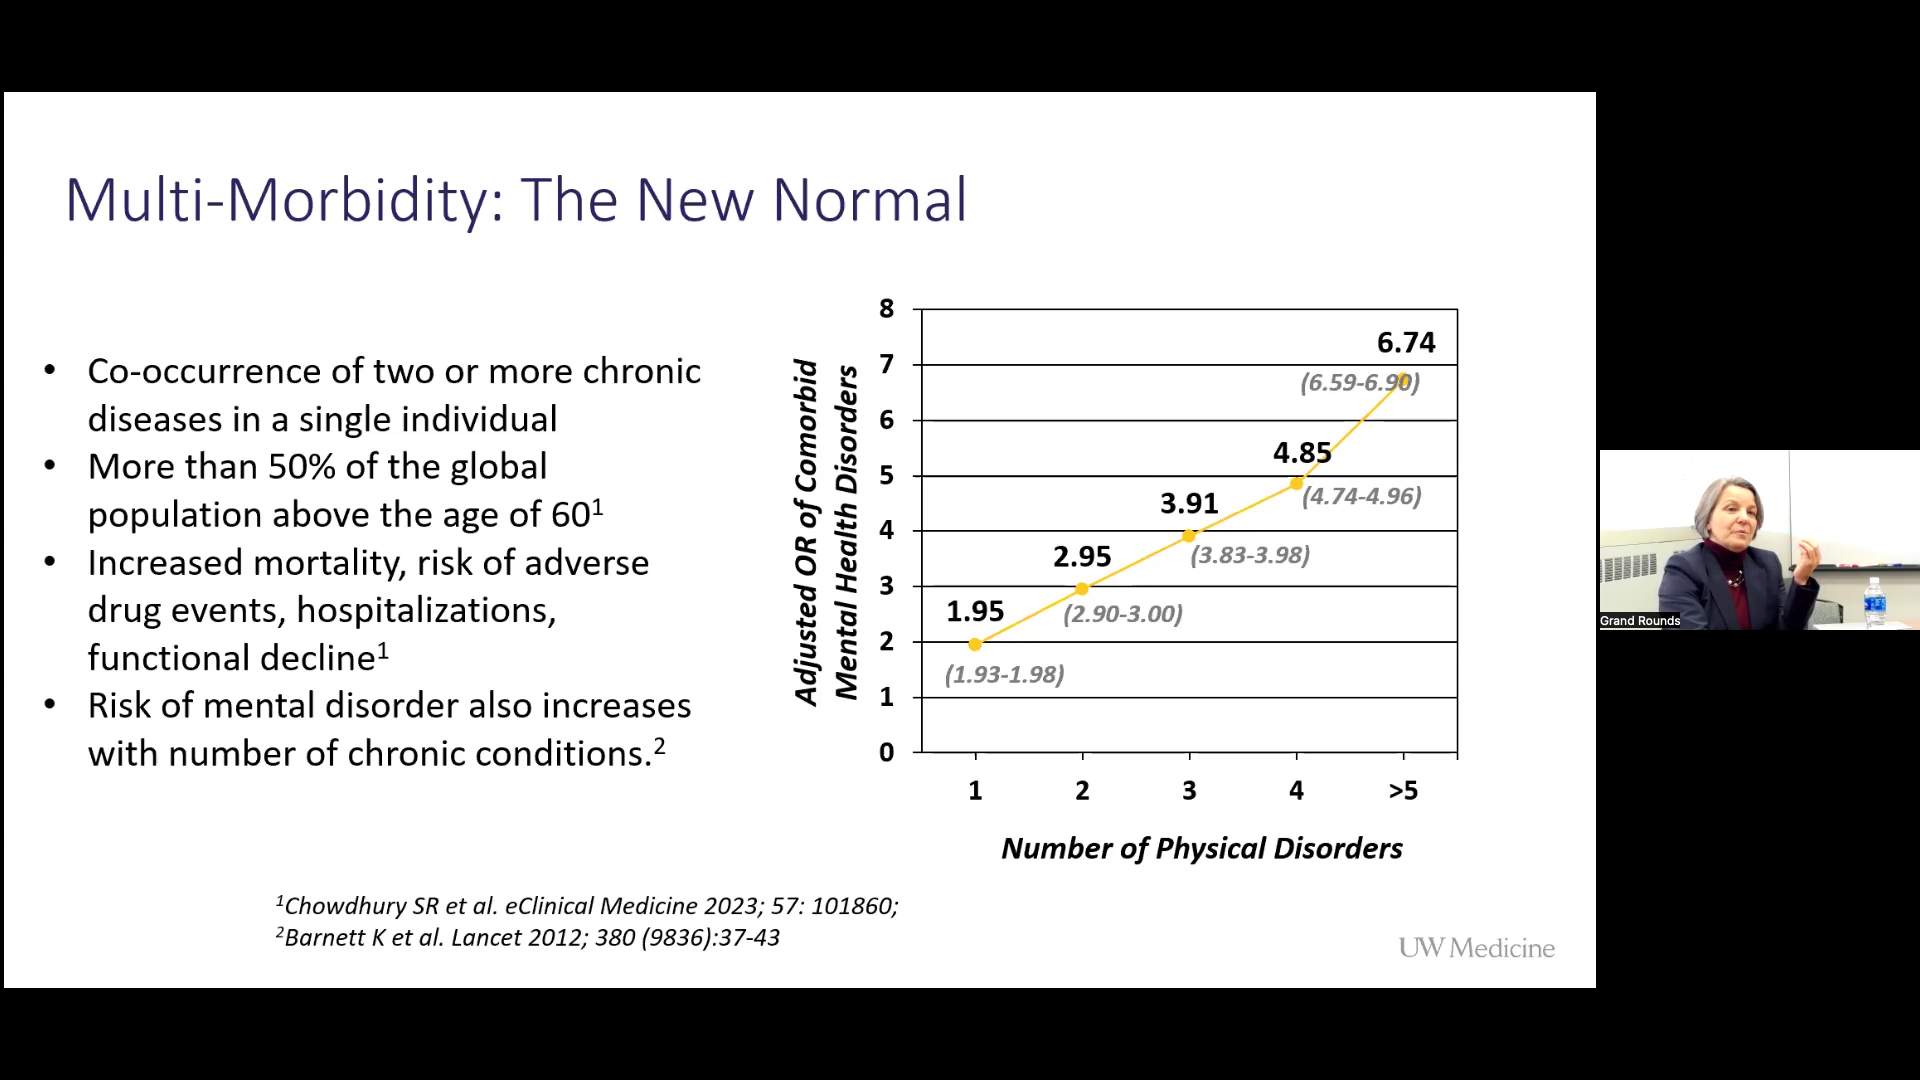 Multi-Morbidity: The New Normal
• Co-occurrence of two or more chronic
diseases in a single individual
• More than 50% of the global
population above the age of 60¹
• Increased mortality, risk of adverse
drug events, hospitalizations,
functional decline¹
• Risk of mental disorder also increases
with number of chronic conditions.²
Adjusted OR of Comorbid
Mental Health Disorders
8
7
6
5
4
3
2
1
0
1.95
(1.93-1.98)
2.95
(2.90-3.00)
3.91
(3.83-3.98)
4.85
(4.74-4.96)
6.74
(6.59-6.90)
1 2 3 4 >5
Number of Physical Disorders
¹Chowdhury SR et al. eClinical Medicine 2023; 57: 101860;
²Barnett K et al. Lancet 2012; 380 (9836):37-43
UW Medicine
Grand Rounds